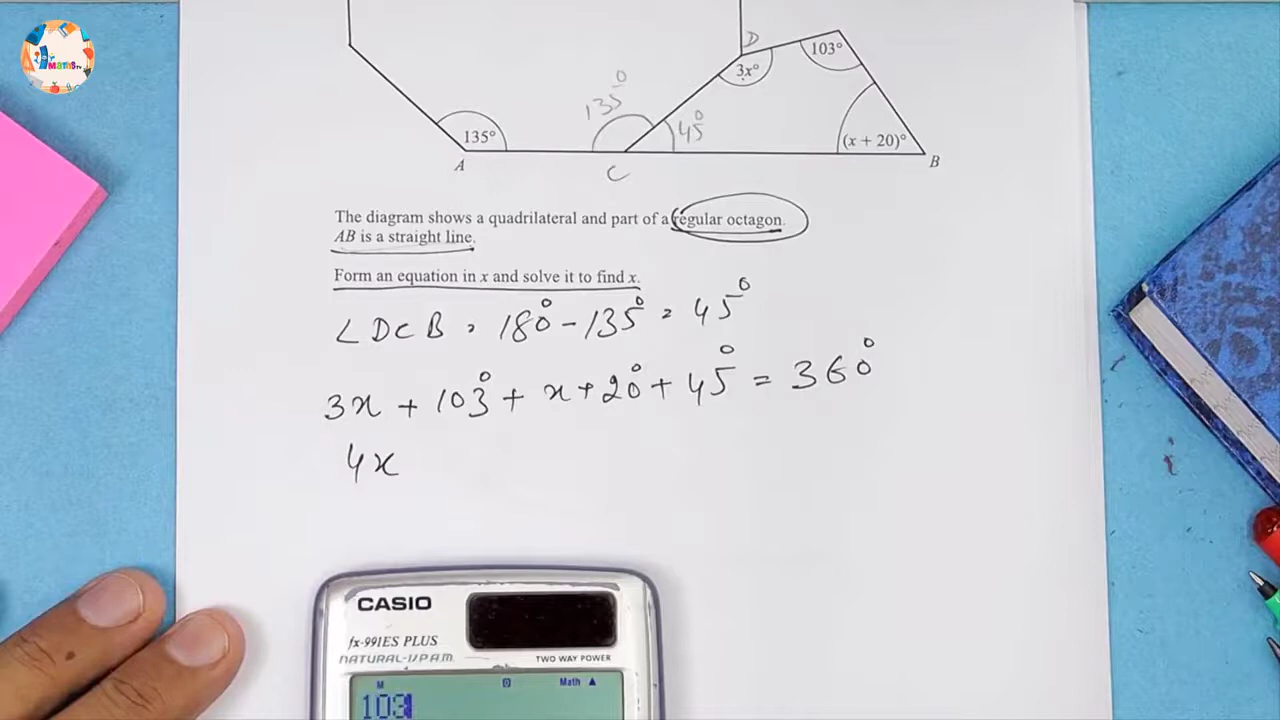 MATHS TV
D
103°
3x°
135°
45°
135°
(x + 20)°
A
C
B
The diagram shows a quadrilateral and part of a regular octagon.
AB is a straight line.
Form an equation in x and solve it to find x.
∠DCB = 180° - 135° = 45°
3x + 103° + x + 20° + 45° = 360°
4x
CASIO
fx-991ES PLUS
NATURAL-V.P.A.M.
TWO WAY POWER
M D Math ▲
103